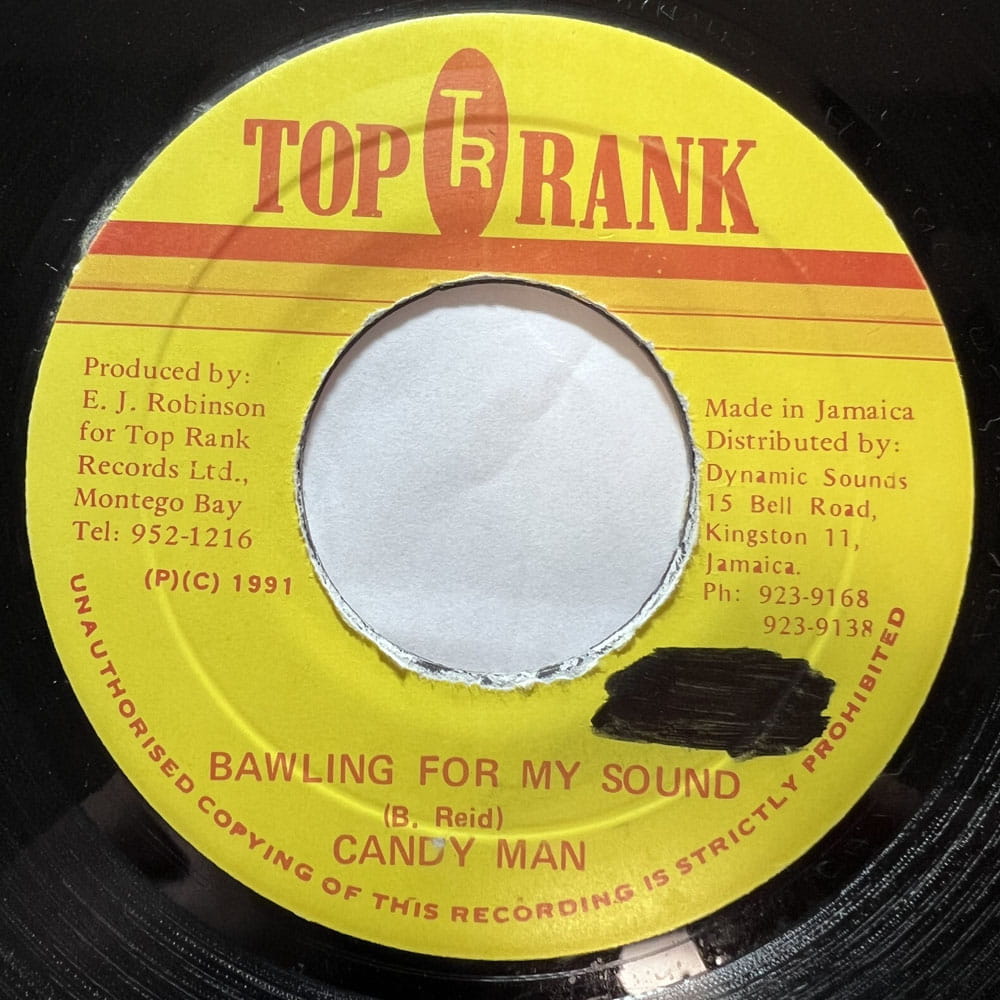 TOP TR RANK
Produced by:
E. J. Robinson
for Top Rank
Records Ltd.,
Montego Bay
Tel: 952-1216
(P)(C) 1991
Made in Jamaica
Distributed by:
Dynamic Sounds
15 Bell Road,
Kingston 11,
Jamaica.
Ph: 923-9168
923-9138
BAWLING FOR MY SOUND
(B. Reid)
CANDY MAN
UNAUTHORISED COPYING OF THIS RECORDING IS STRICTLY PROHIBITED